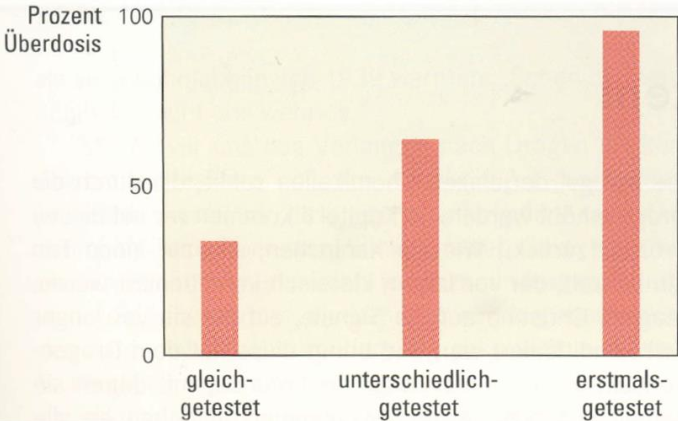 Prozent
Überdosis
100
50
0
gleich-
getestet
unterschiedlich-
getestet
erstmals-
getestet